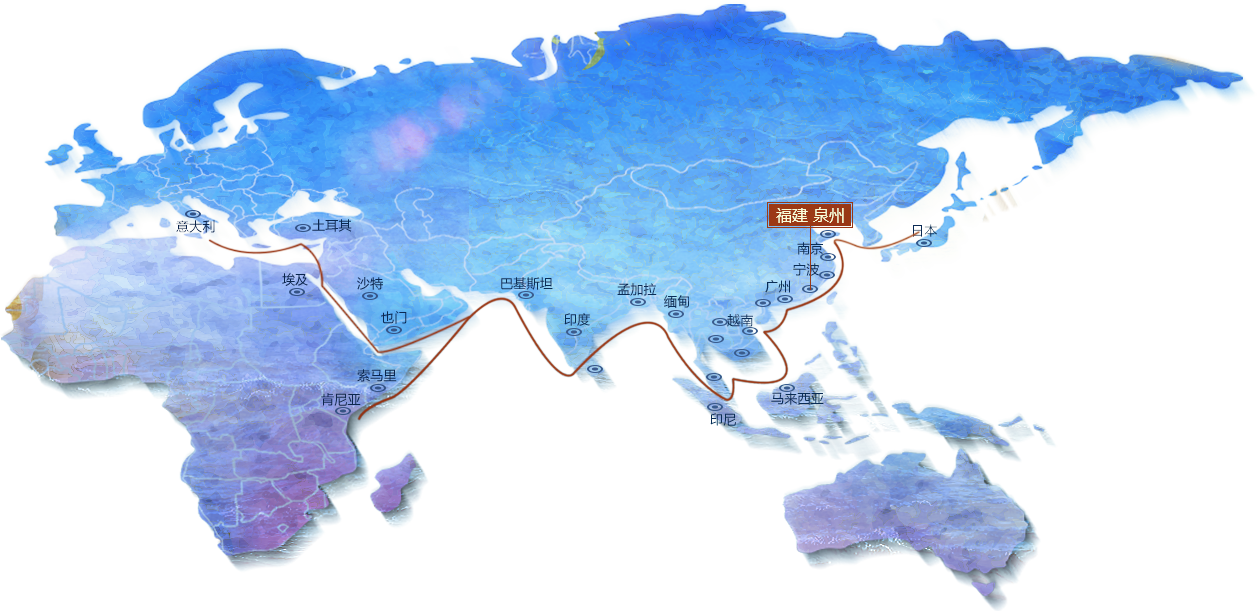 福建 泉州
意大利
土耳其
日本
南京
宁波
埃及
沙特
巴基斯坦
孟加拉
缅甸
广州
也门
印度
越南
索马里
肯尼亚
马来西亚
印尼